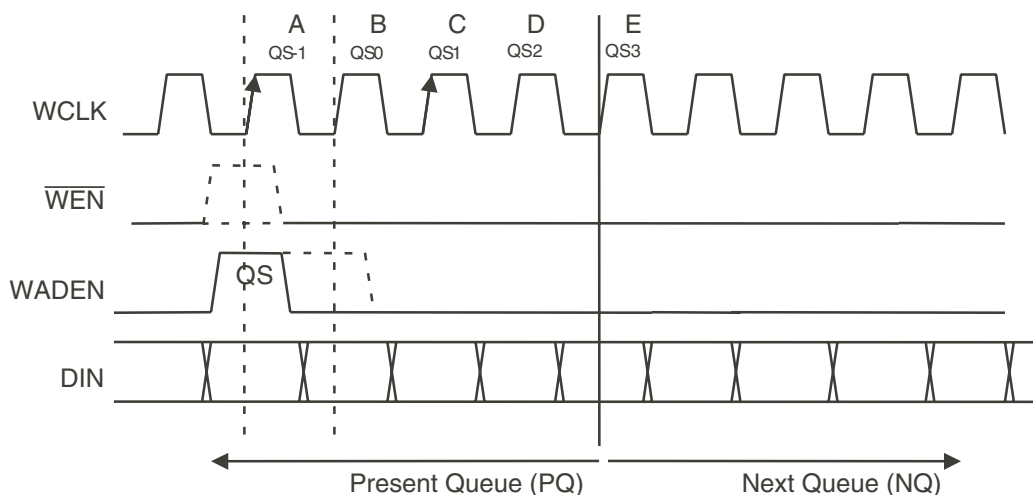 A B C D E
QS-1 QS0 QS1 QS2 QS3
WCLK
WEN
QS
WADEN
DIN
Present Queue (PQ) Next Queue (NQ)